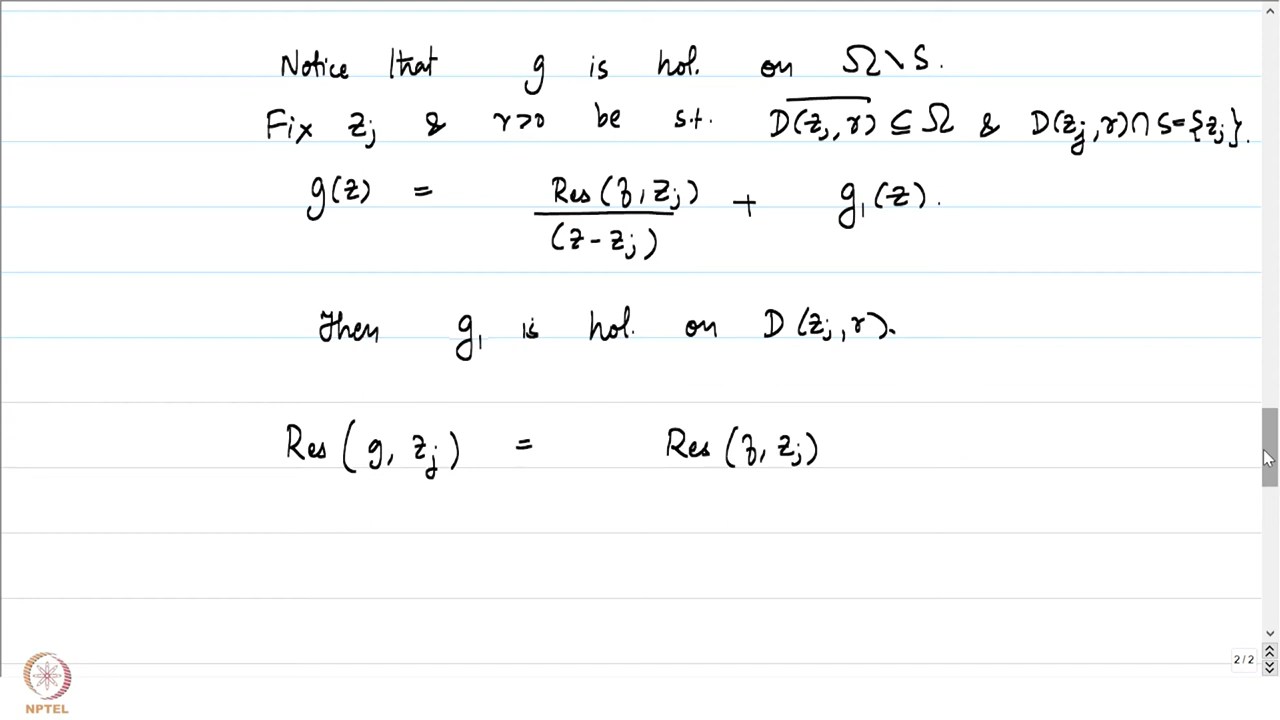 Notice that g is hol. on Ω∖S.
Fix z_j & r>0 be s.t. \overline{D(z_j, r)} ⊆ Ω & D(z_j, r)∩S={z_j}.
g(z) = Res(f, z_j)/(z-z_j) + g_1(z).
Then g_1 is hol. on D(z_j, r).
Res(g, z_j) = Res(f, z_j)
2 / 2
NPTEL